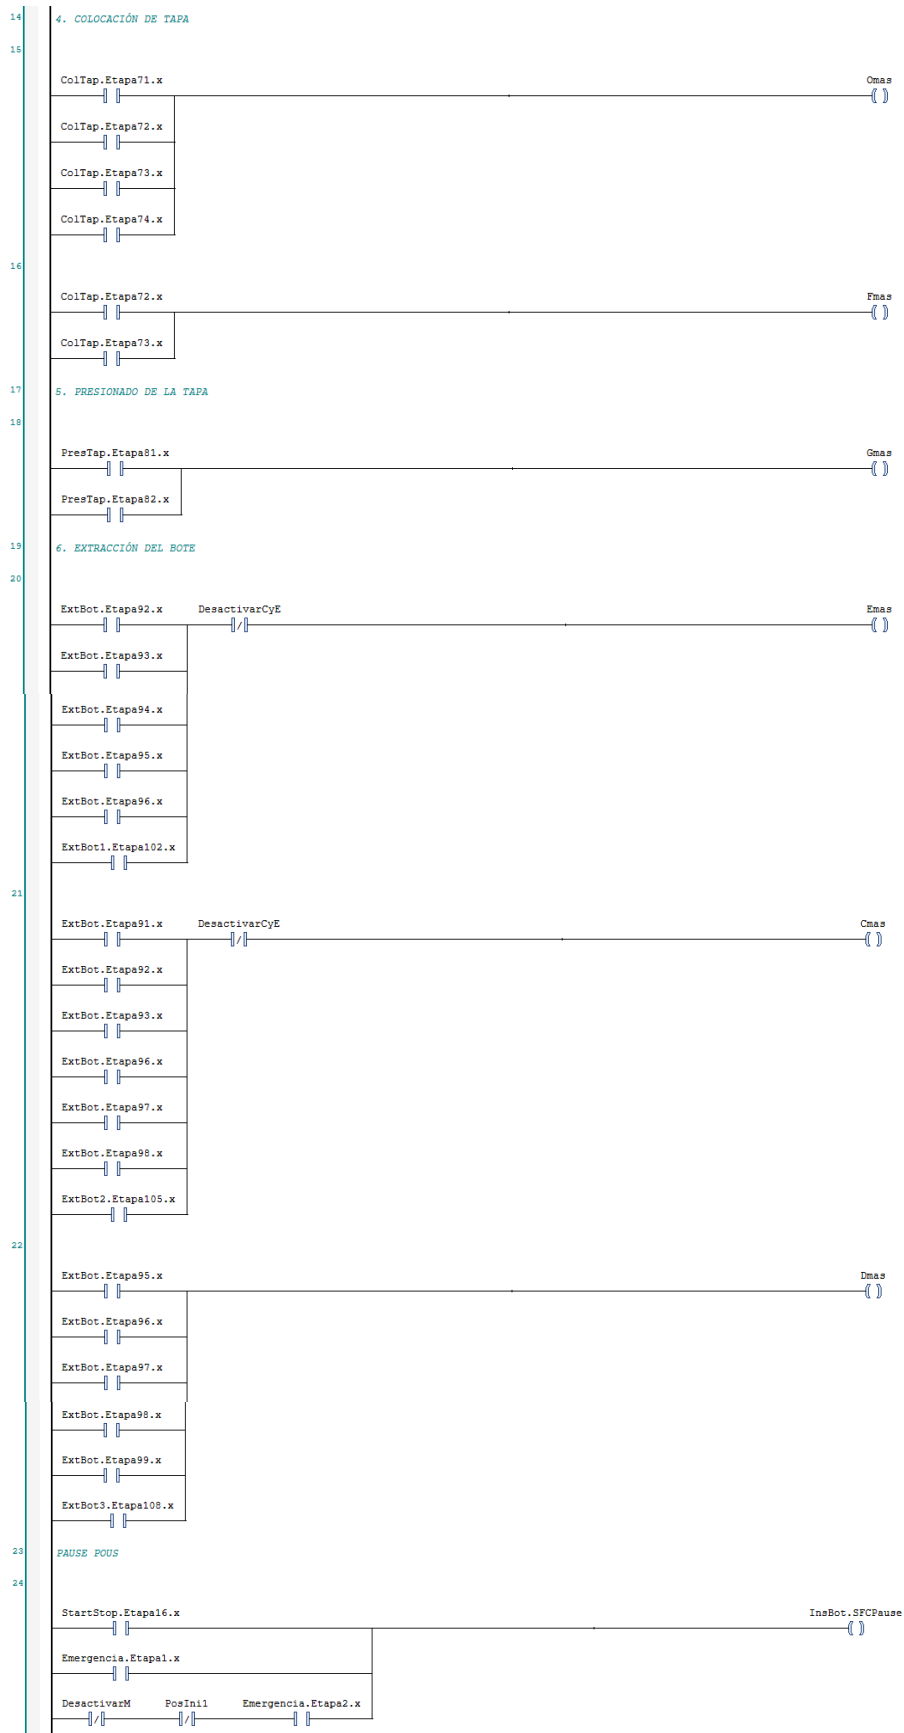 14 4. COLOCACIÓN DE TAPA
15
ColTap.Etapa71.x Omas
ColTap.Etapa72.x
ColTap.Etapa73.x
ColTap.Etapa74.x
16
ColTap.Etapa72.x Fmas
ColTap.Etapa73.x
17 5. PRESIONADO DE LA TAPA
18
PresTap.Etapa81.x Gmas
PresTap.Etapa82.x
19 6. EXTRACCIÓN DEL BOTE
20
ExtBot.Etapa92.x DesactivarCyE Emas
ExtBot.Etapa93.x
ExtBot.Etapa94.x
ExtBot.Etapa95.x
ExtBot.Etapa96.x
ExtBot1.Etapa102.x
21
ExtBot.Etapa91.x DesactivarCyE Cmas
ExtBot.Etapa92.x
ExtBot.Etapa93.x
ExtBot.Etapa96.x
ExtBot.Etapa97.x
ExtBot.Etapa98.x
ExtBot2.Etapa105.x
22
ExtBot.Etapa95.x Dmas
ExtBot.Etapa96.x
ExtBot.Etapa97.x
ExtBot.Etapa98.x
ExtBot.Etapa99.x
ExtBot3.Etapa108.x
23 PAUSE POUS
24
StartStop.Etapa16.x InsBot.SFCPause
Emergencia.Etapa1.x
DesactivarM PosIni1 Emergencia.Etapa2.x